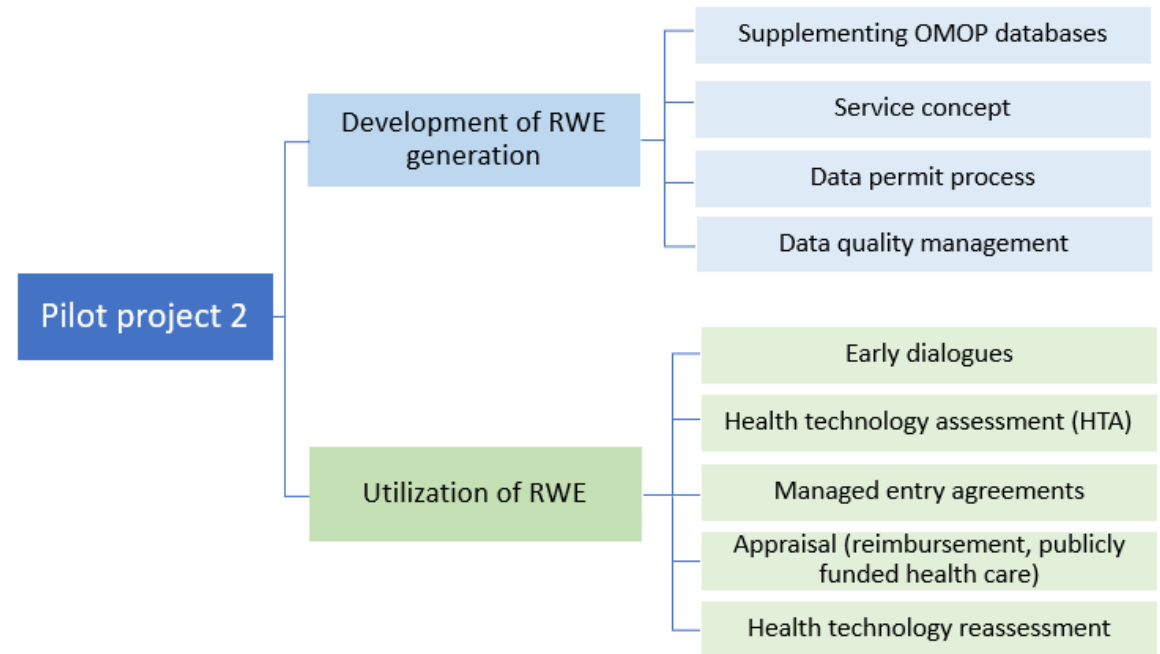 Pilot project 2
Development of RWE
generation
Supplementing OMOP databases
Service concept
Data permit process
Data quality management
Utilization of RWE
Early dialogues
Health technology assessment (HTA)
Managed entry agreements
Appraisal (reimbursement, publicly
funded health care)
Health technology reassessment